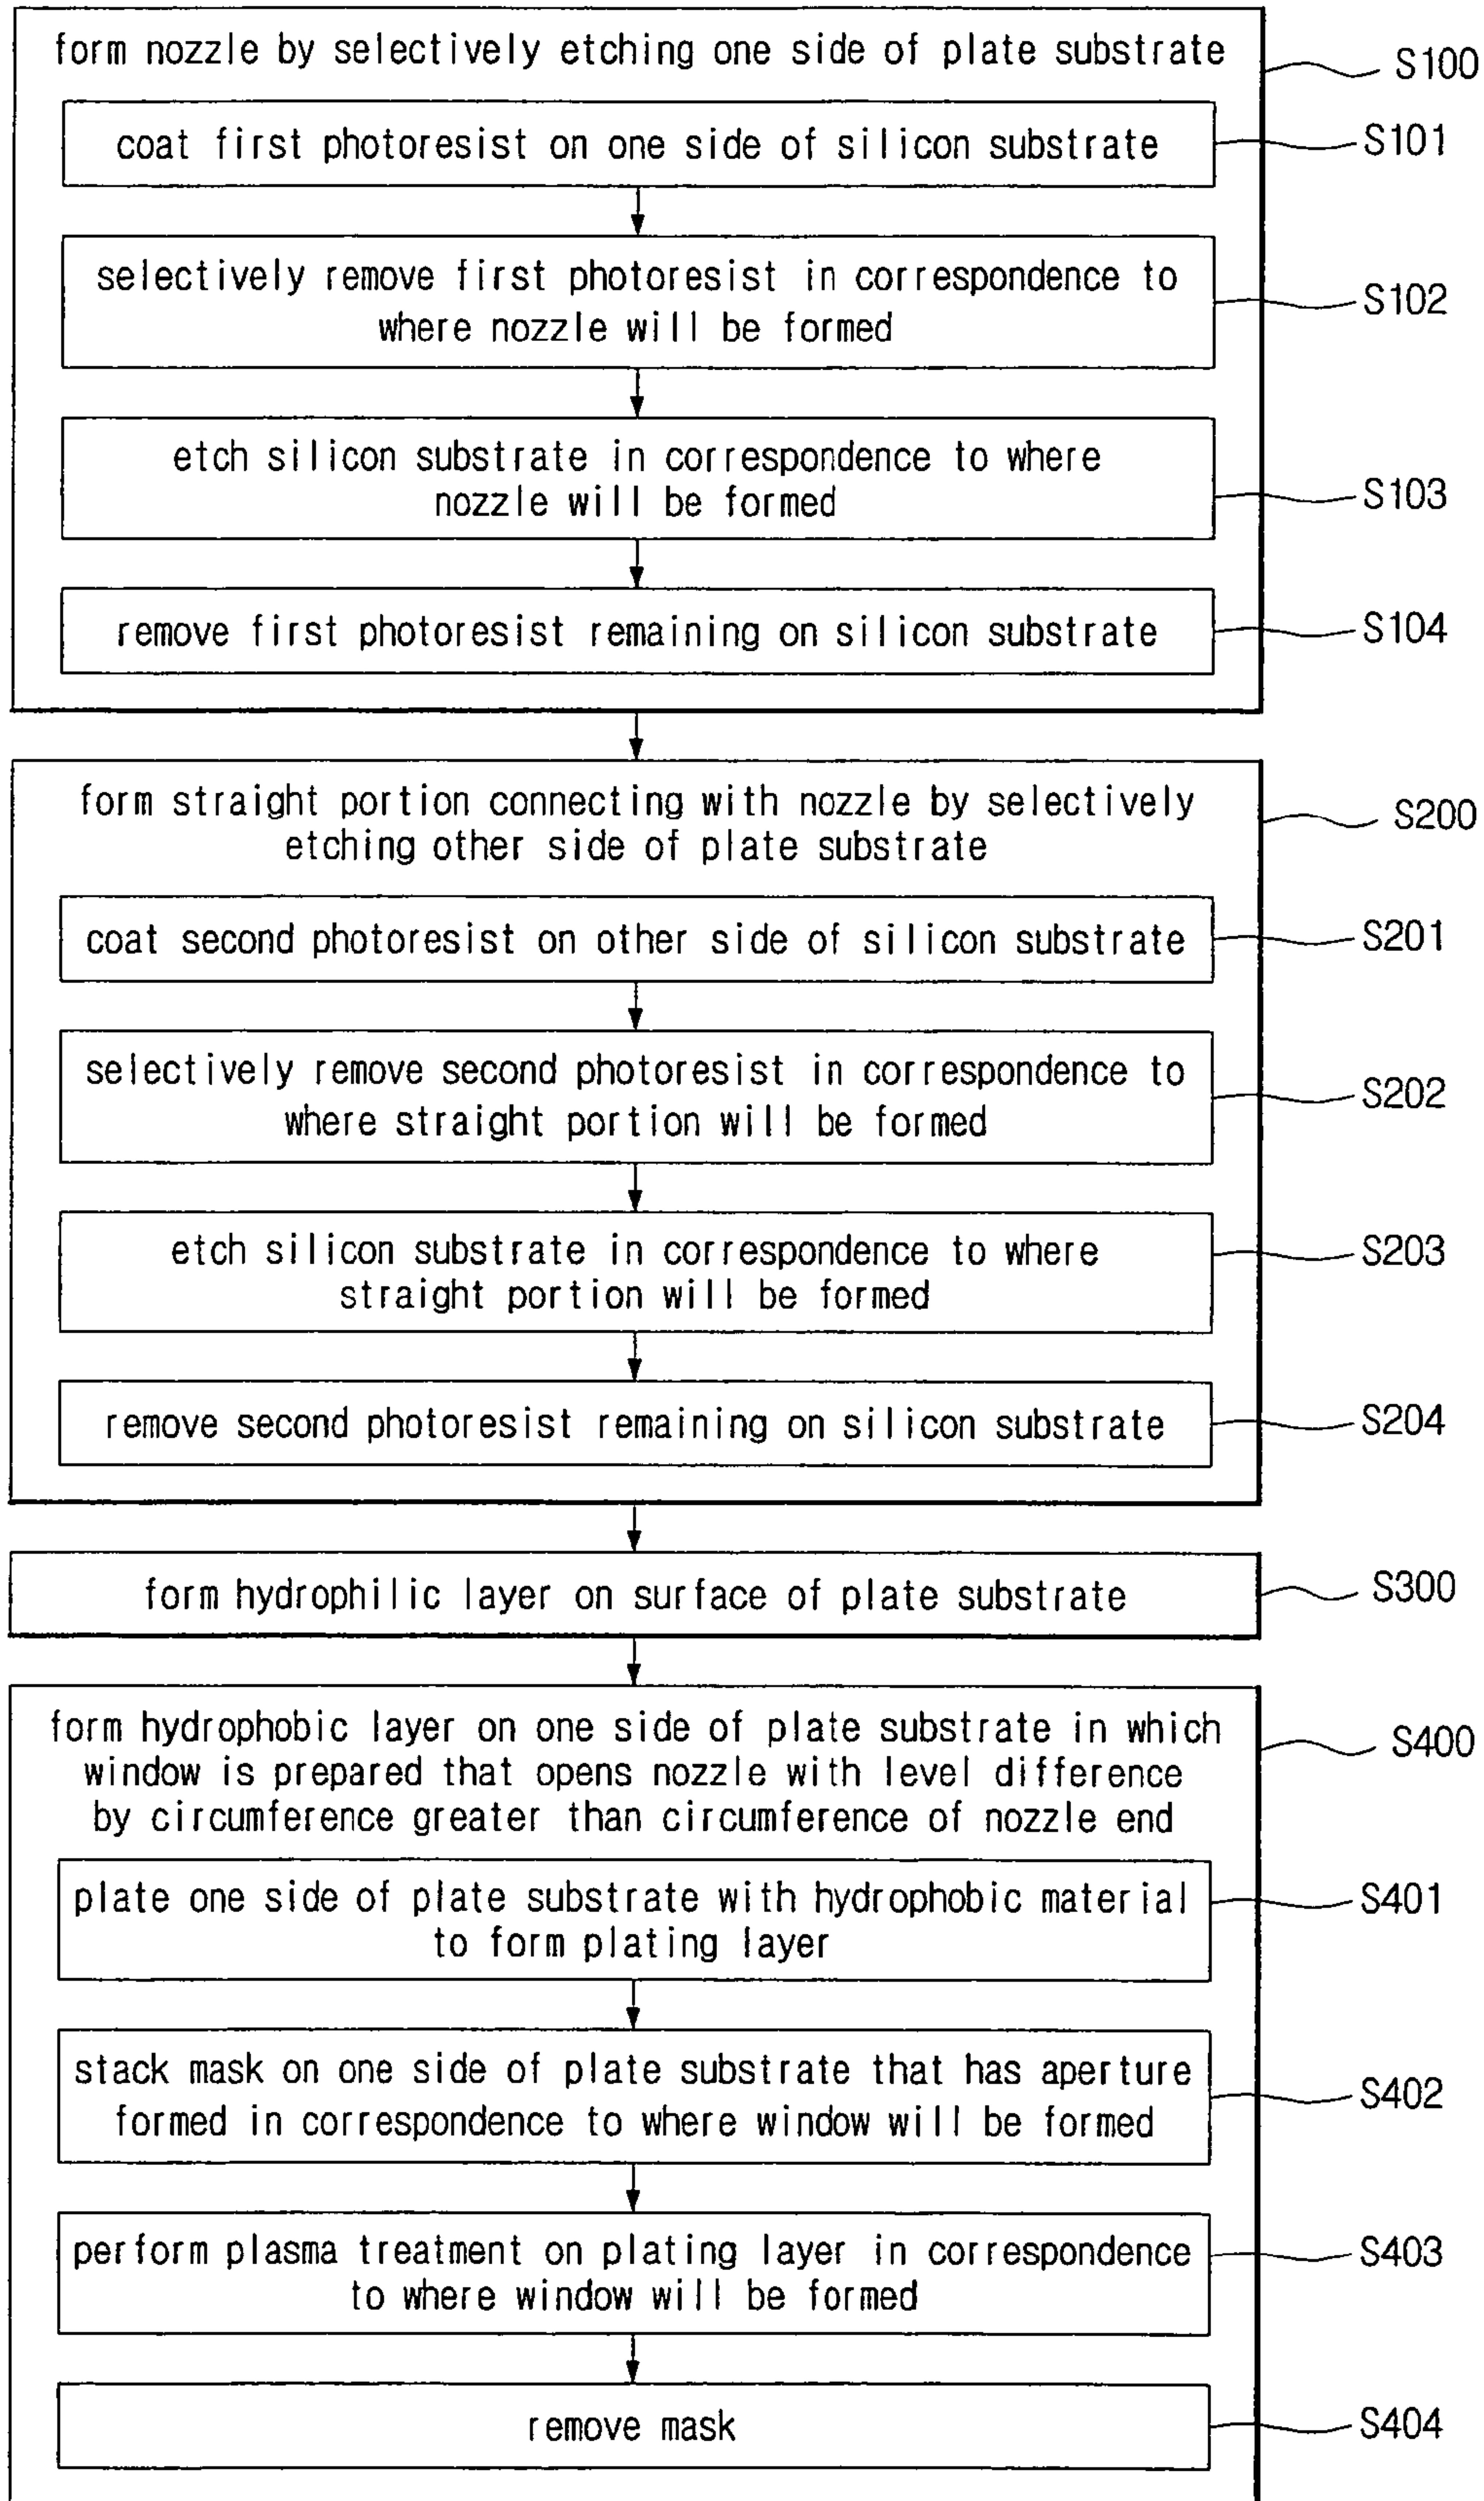 form nozzle by selectively etching one side of plate substrate
S100
coat first photoresist on one side of silicon substrate
S101
selectively remove first photoresist in correspondence to
where nozzle will be formed
S102
etch silicon substrate in correspondence to where
nozzle will be formed
S103
remove first photoresist remaining on silicon substrate
S104
form straight portion connecting with nozzle by selectively
etching other side of plate substrate
S200
coat second photoresist on other side of silicon substrate
S201
selectively remove second photoresist in correspondence to
where straight portion will be formed
S202
etch silicon substrate in correspondence to where
straight portion will be formed
S203
remove second photoresist remaining on silicon substrate
S204
form hydrophilic layer on surface of plate substrate
S300
form hydrophobic layer on one side of plate substrate in which
window is prepared that opens nozzle with level difference
by circumference greater than circumference of nozzle end
S400
plate one side of plate substrate with hydrophobic material
to form plating layer
S401
stack mask on one side of plate substrate that has aperture
formed in correspondence to where window will be formed
S402
perform plasma treatment on plating layer in correspondence
to where window will be formed
S403
remove mask
S404